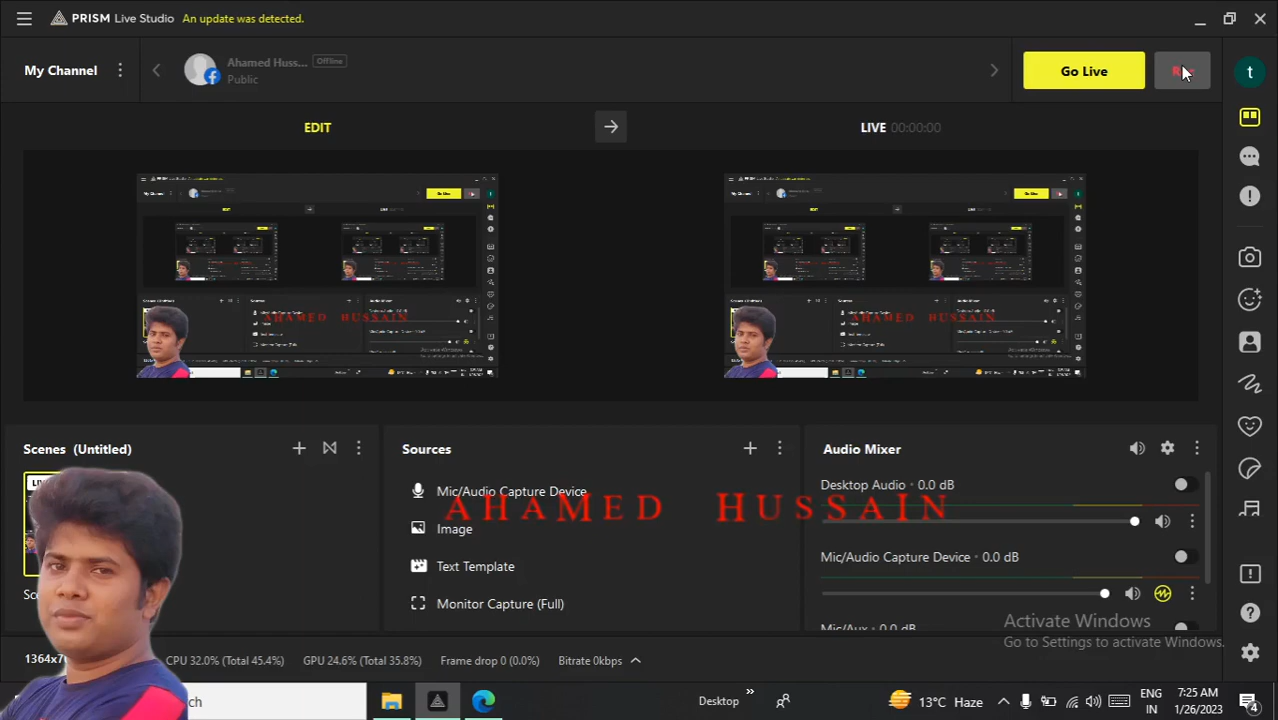 PRISM Live Studio An update was detected.
My Channel
Ahamed Huss... Offline
Public
Go Live
EDIT
LIVE 00:00:00
Scenes (Untitled)
Sources
Audio Mixer
Mic/Audio Capture Device
Image
Text Template
Monitor Capture (Full)
AHAMED HUSSAIN
Desktop Audio • 0.0 dB
Mic/Audio Capture Device • 0.0 dB
Mic/Aux • 0.0 dB
Activate Windows
Go to Settings to activate Windows.
CPU 32.0% (Total 45.4%) GPU 24.6% (Total 35.8%) Frame drop 0 (0.0%) Bitrate 0kbps
Desktop
13°C Haze
ENG
IN
7:25 AM
1/26/2023
4
t